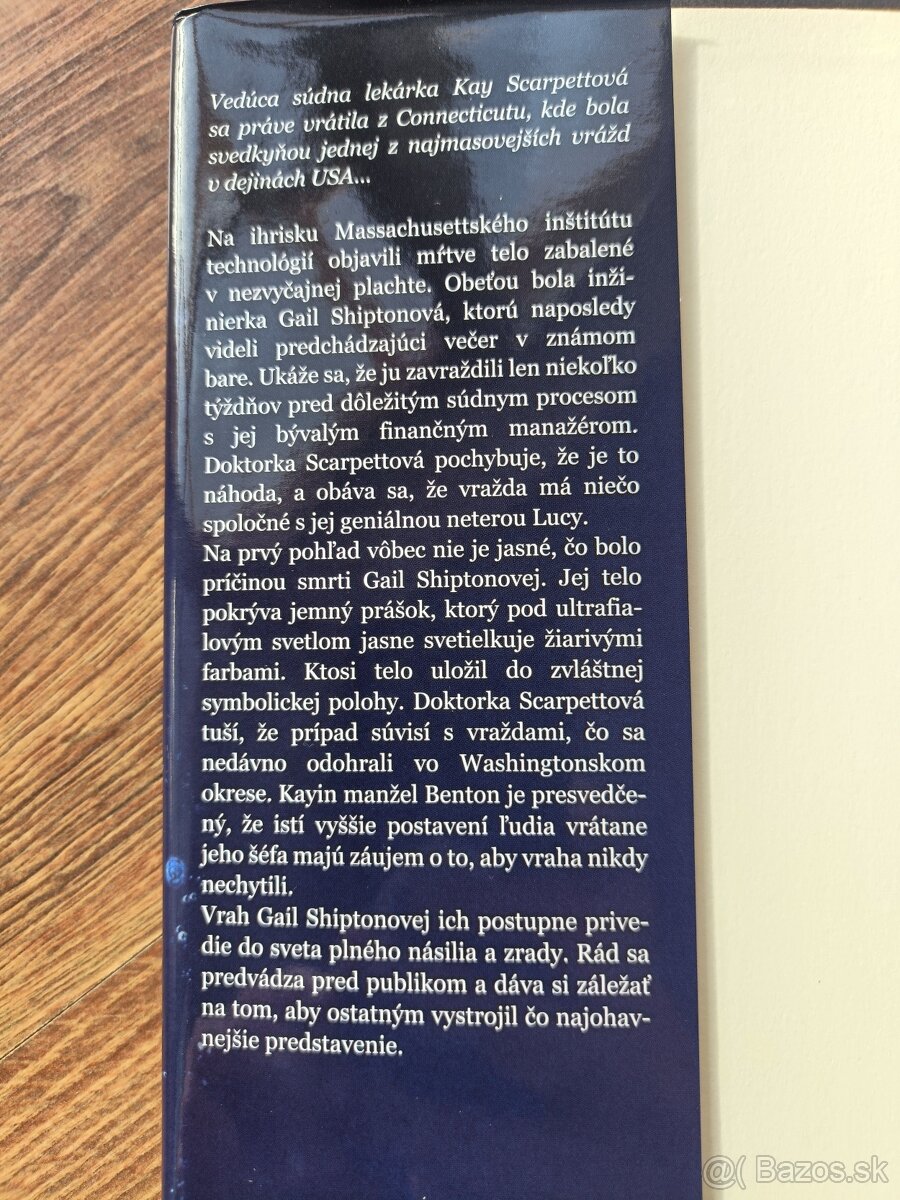 Vedúca súdna lekárka Kay Scarpettová
sa práve vrátila z Connecticutu, kde bola
svedkyňou jednej z najmasovejších vrážd
v dejinách USA...
Na ihrisku Massachusettského inštitútu
technológií objavili mŕtve telo zabalené
v nezvyčajnej plachte. Obeťou bola inži-
nierka Gail Shiptonová, ktorú naposledy
videli predchádzajúci večer v známom
bare. Ukáže sa, že ju zavraždili len niekoľko
týždňov pred dôležitým súdnym procesom
s jej bývalým finančným manažérom.
Doktorka Scarpettová pochybuje, že je to
náhoda, a obáva sa, že vražda má niečo
spoločné s jej geniálnou neterou Lucy.
Na prvý pohľad vôbec nie je jasné, čo bolo
príčinou smrti Gail Shiptonovej. Jej telo
pokrýva jemný prášok, ktorý pod ultrafia-
lovým svetlom jasne svetielkuje žiarivými
farbami. Ktosi telo uložil do zvláštnej
symbolickej polohy. Doktorka Scarpettová
tuší, že prípad súvisí s vraždami, čo sa
nedávno odohrali vo Washingtonskom
okrese. Kayin manžel Benton je presvedče-
ný, že istí vyššie postavení ľudia vrátane
jeho šéfa majú záujem o to, aby vraha nikdy
nechytili.
Vrah Gail Shiptonovej ich postupne prive-
die do sveta plného násilia a zrady. Rád sa
predvádza pred publikom a dáva si záležať
na tom, aby ostatným vystrojil čo najohav-
nejšie predstavenie.
@( Bazos.sk